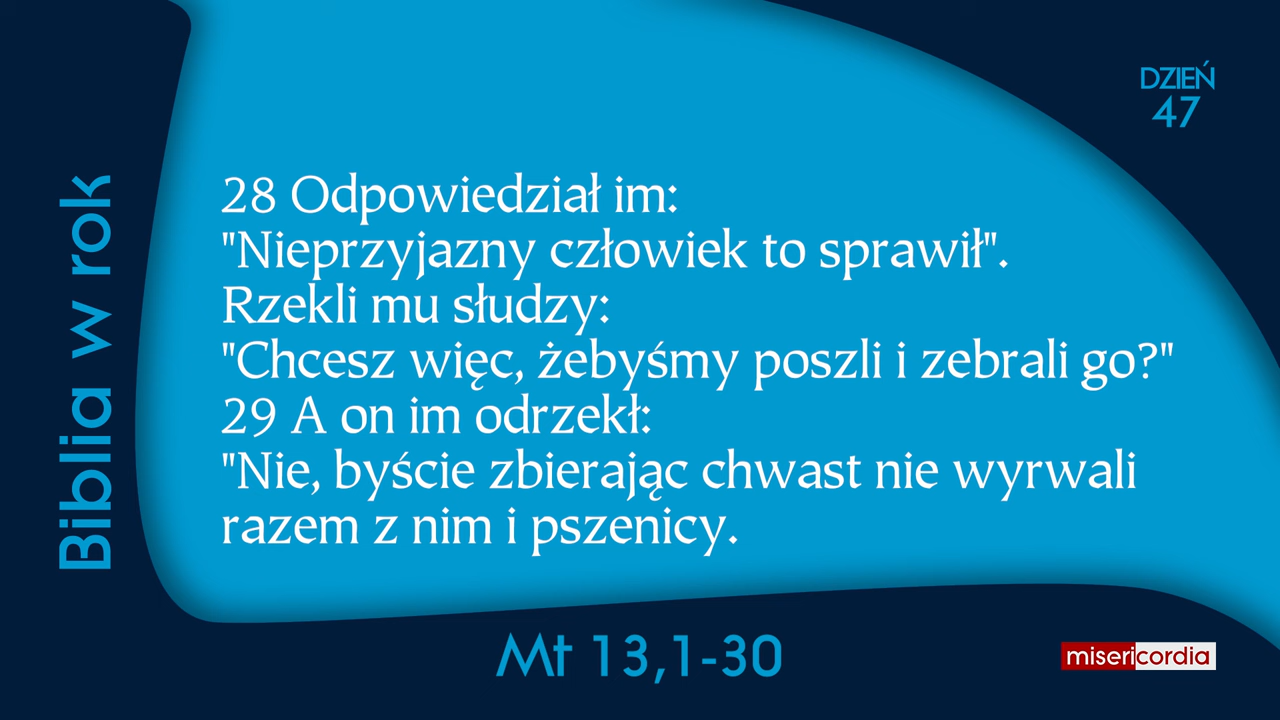 DZIEŃ
47
Biblia w rok
28 Odpowiedział im:
"Nieprzyjazny człowiek to sprawił".
Rzekli mu słudzy:
"Chcesz więc, żebyśmy poszli i zebrali go?"
29 A on im odrzekł:
"Nie, byście zbierając chwast nie wyrwali
razem z nim i pszenicy.
Mt 13,1-30
misericordia